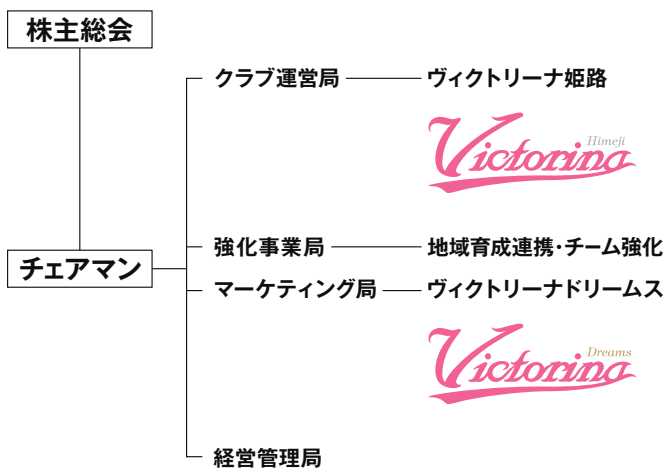 株主総会
クラブ運営局
ヴィクトリーナ姫路
Himeji
Victorina
強化事業局
地域育成連携・チーム強化
チェアマン
マーケティング局
ヴィクトリーナドリームス
Dreams
Victorina
経営管理局